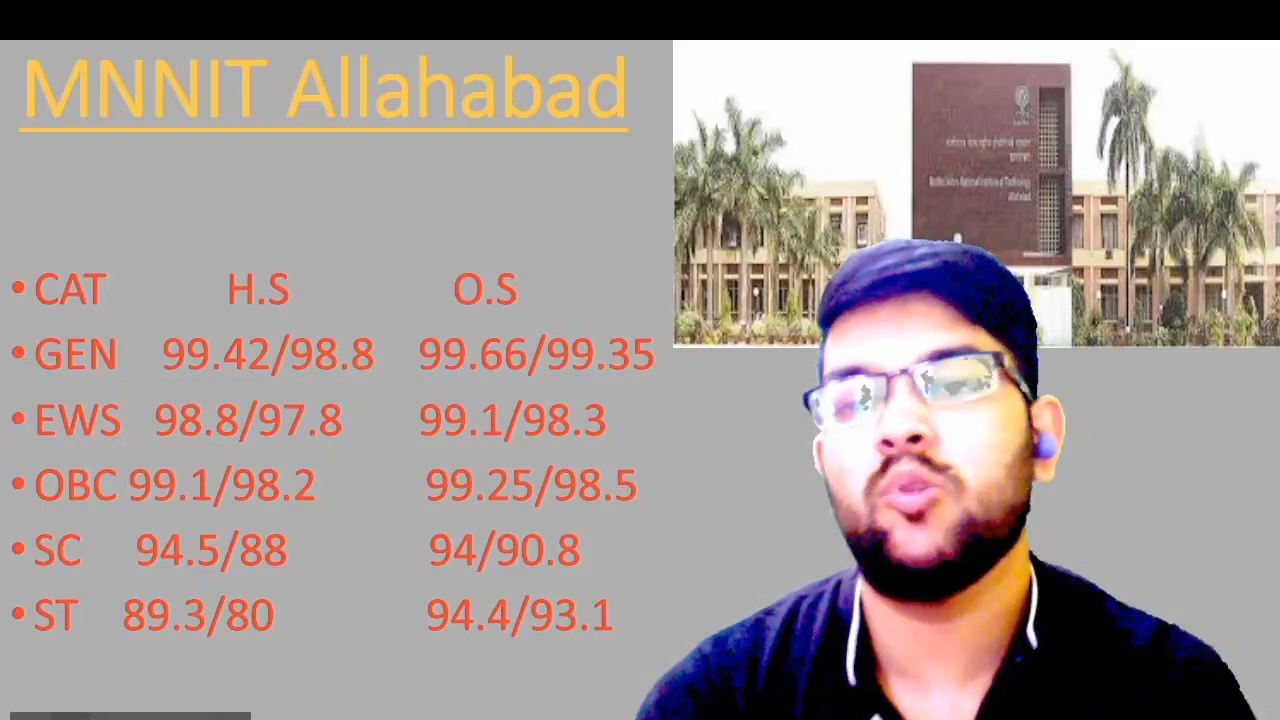 MNNIT Allahabad
• CAT H.S O.S
• GEN 99.42/98.8 99.66/99.35
• EWS 98.8/97.8 99.1/98.3
• OBC 99.1/98.2 99.25/98.5
• SC 94.5/88 94/90.8
• ST 89.3/80 94.4/93.1